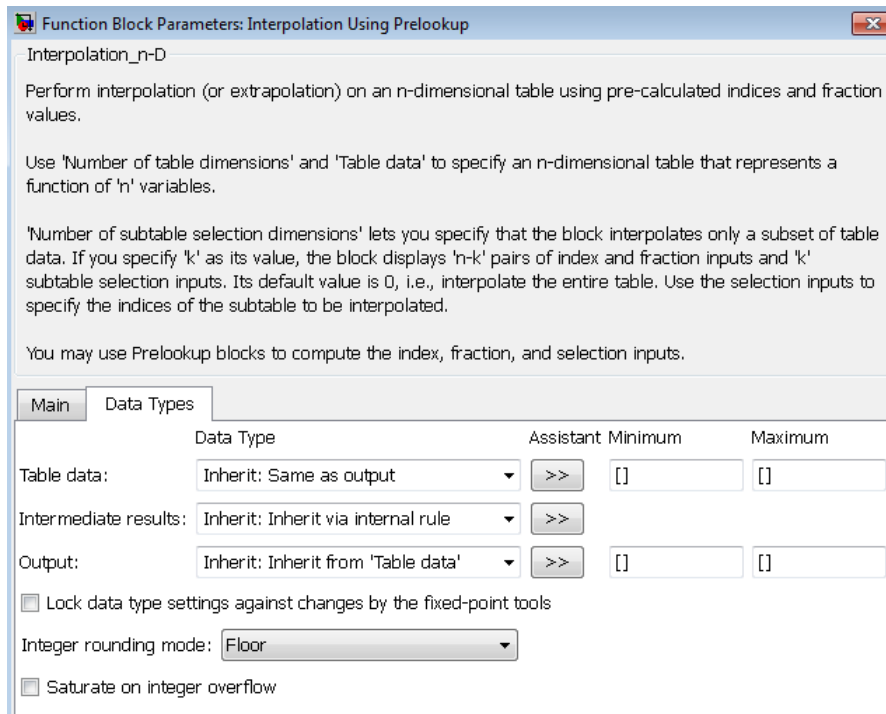 Function Block Parameters: Interpolation Using Prelookup
Interpolation_n-D
Perform interpolation (or extrapolation) on an n-dimensional table using pre-calculated indices and fraction
values.
Use 'Number of table dimensions' and 'Table data' to specify an n-dimensional table that represents a
function of 'n' variables.
'Number of subtable selection dimensions' lets you specify that the block interpolates only a subset of table
data. If you specify 'k' as its value, the block displays 'n-k' pairs of index and fraction inputs and 'k'
subtable selection inputs. Its default value is 0, i.e., interpolate the entire table. Use the selection inputs to
specify the indices of the subtable to be interpolated.
You may use Prelookup blocks to compute the index, fraction, and selection inputs.
Main Data Types
Data Type Assistant Minimum Maximum
Table data: Inherit: Same as output >> [] []
Intermediate results: Inherit: Inherit via internal rule >>
Output: Inherit: Inherit from 'Table data' >> [] []
Lock data type settings against changes by the fixed-point tools
Integer rounding mode: Floor
Saturate on integer overflow